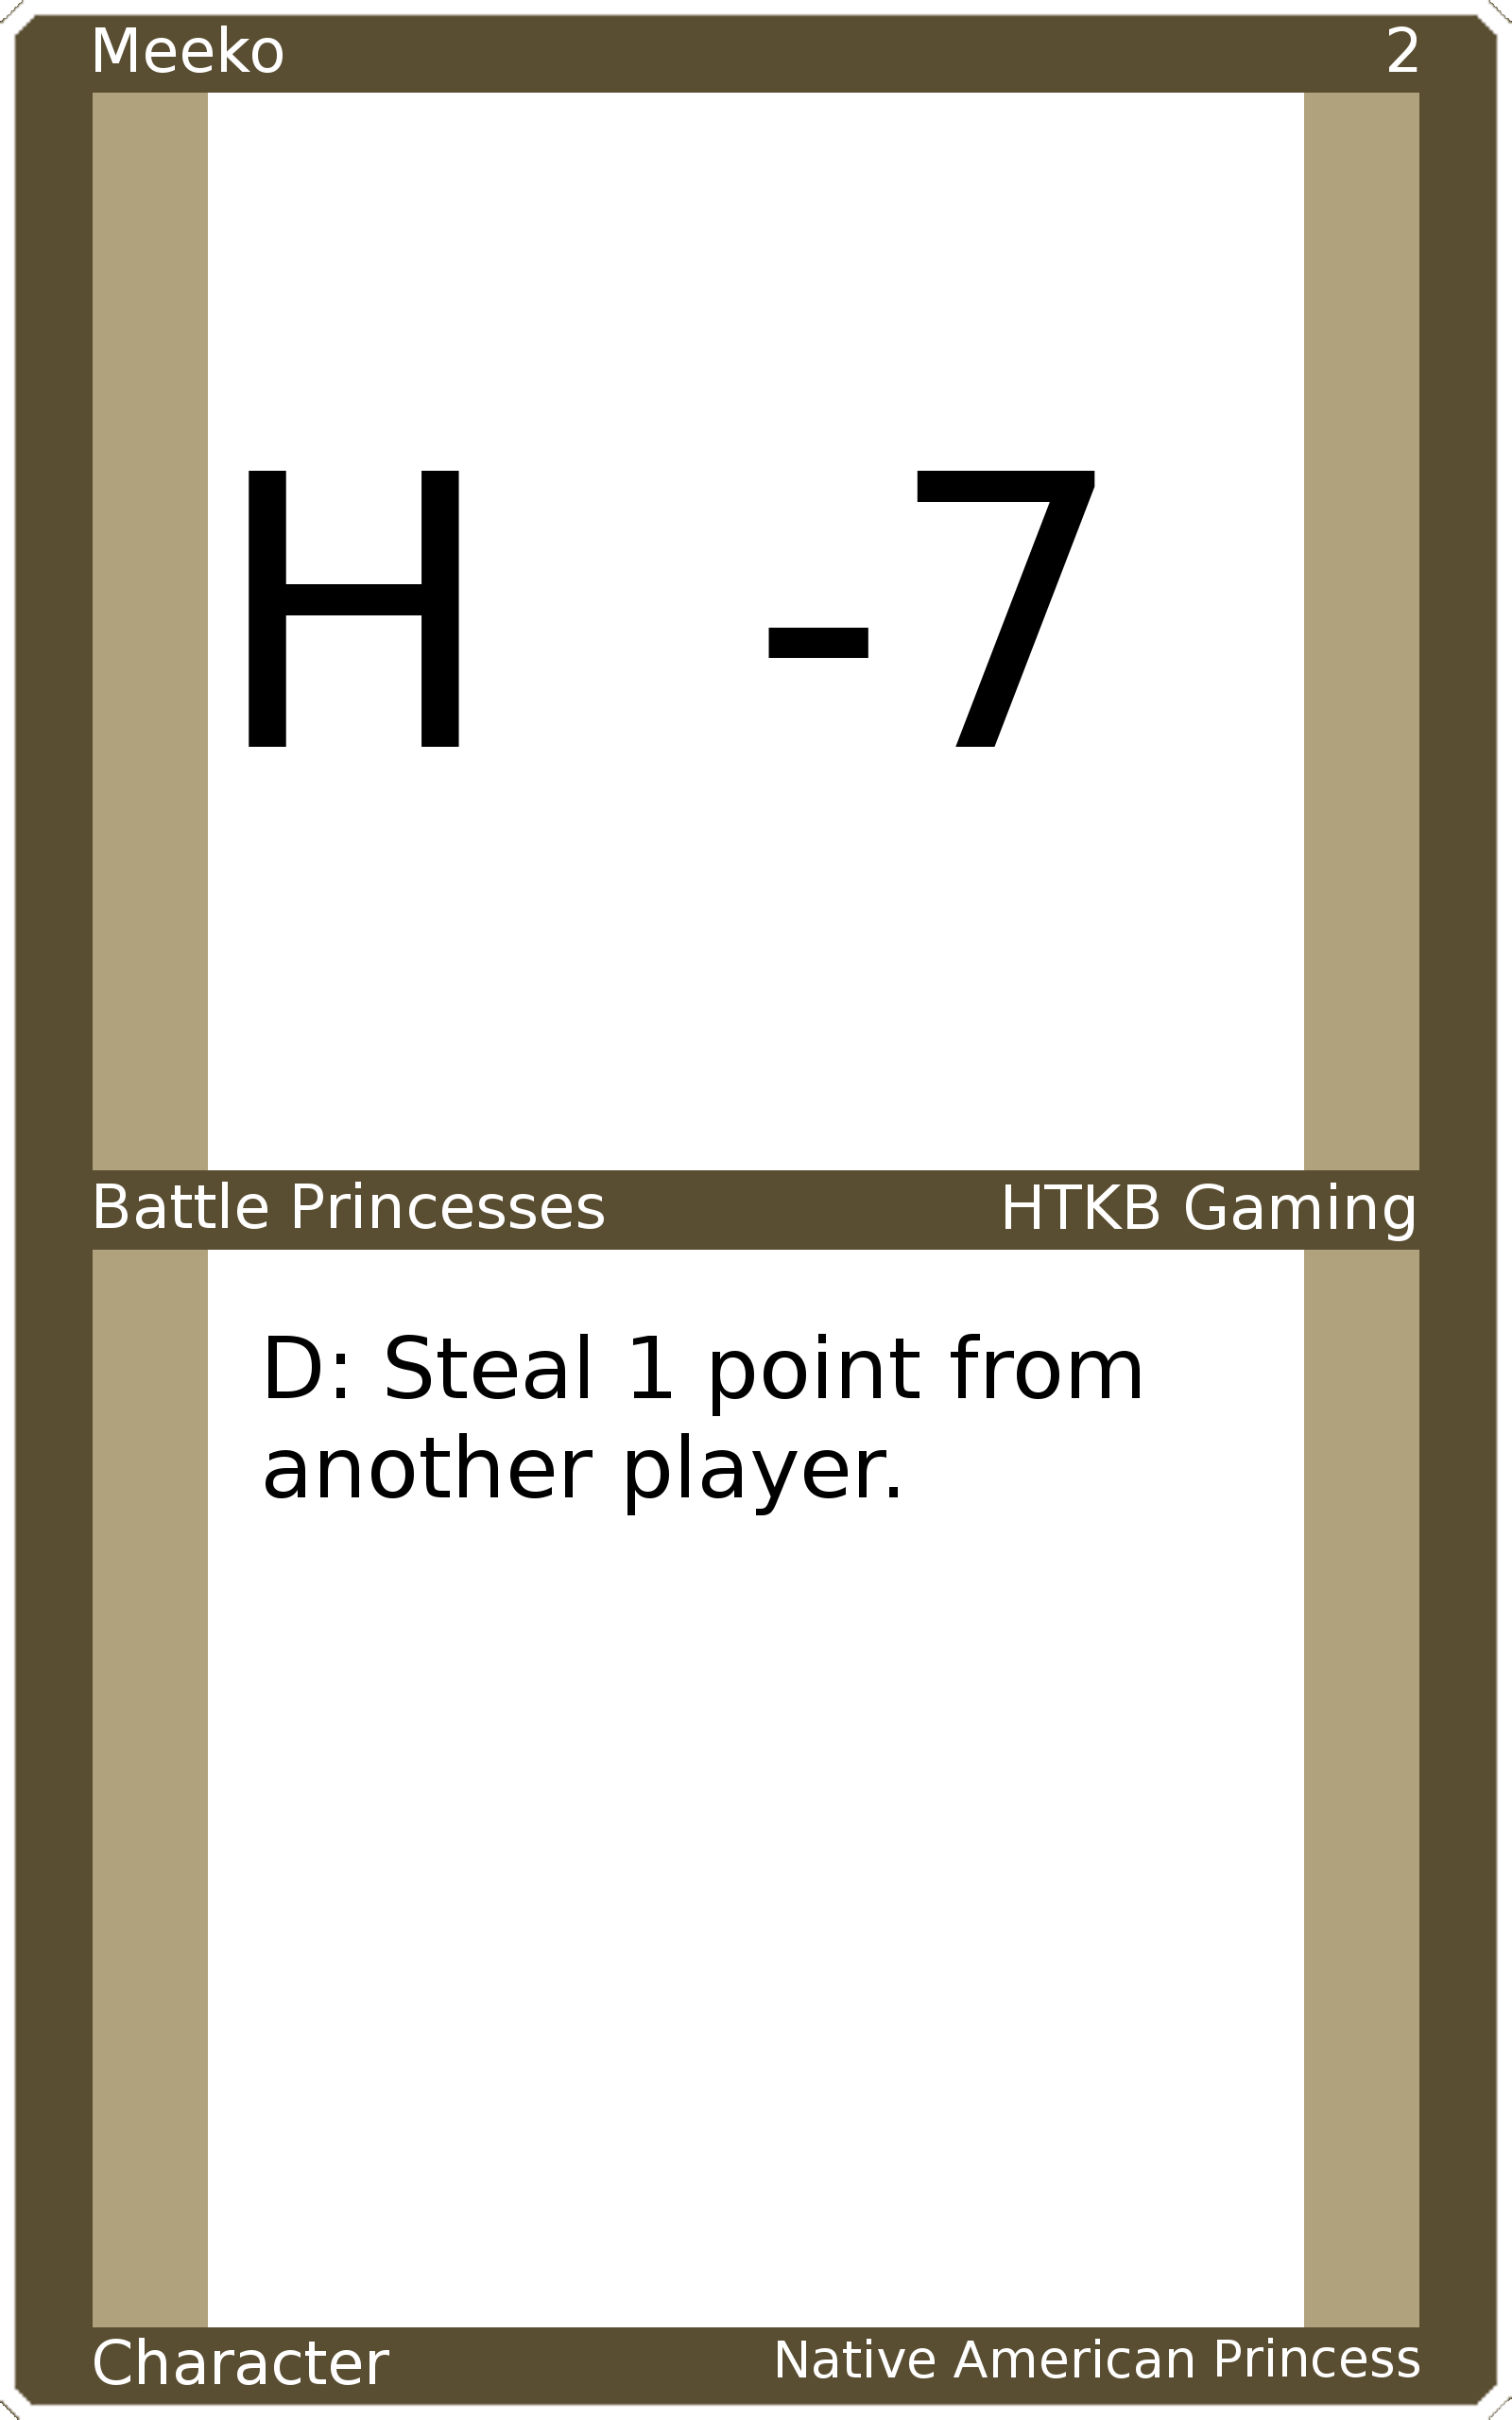 Meeko 2
H -7
Battle Princesses HTKB Gaming
D: Steal 1 point from
another player.
Character Native American Princess